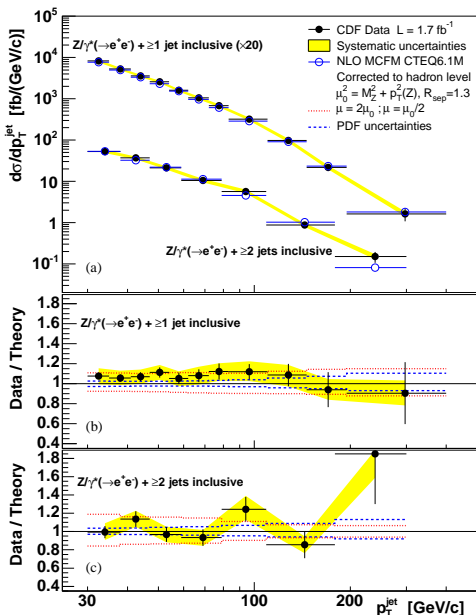 dσ/dp_T^jet [fb/(GeV/c)]
10^5
10^4
10^3
10^2
10
1
10^-1
Z/γ*(→e+e-) + ≥1 jet inclusive (×20)
CDF Data L = 1.7 fb^-1
Systematic uncertainties
NLO MCFM CTEQ6.1M
Corrected to hadron level
μ_0^2 = M_Z^2 + p_T^2(Z), R_sep=1.3
μ = 2μ_0 ; μ = μ_0/2
PDF uncertainties
Z/γ*(→e+e-) + ≥2 jets inclusive
(a)
Data / Theory
1.8
1.6
1.4
1.2
1
0.8
0.6
0.4
Z/γ*(→e+e-) + ≥1 jet inclusive
(b)
Data / Theory
1.8
1.6
1.4
1.2
1
0.8
0.6
0.4
Z/γ*(→e+e-) + ≥2 jets inclusive
(c)
30
100
200
p_T^jet [GeV/c]